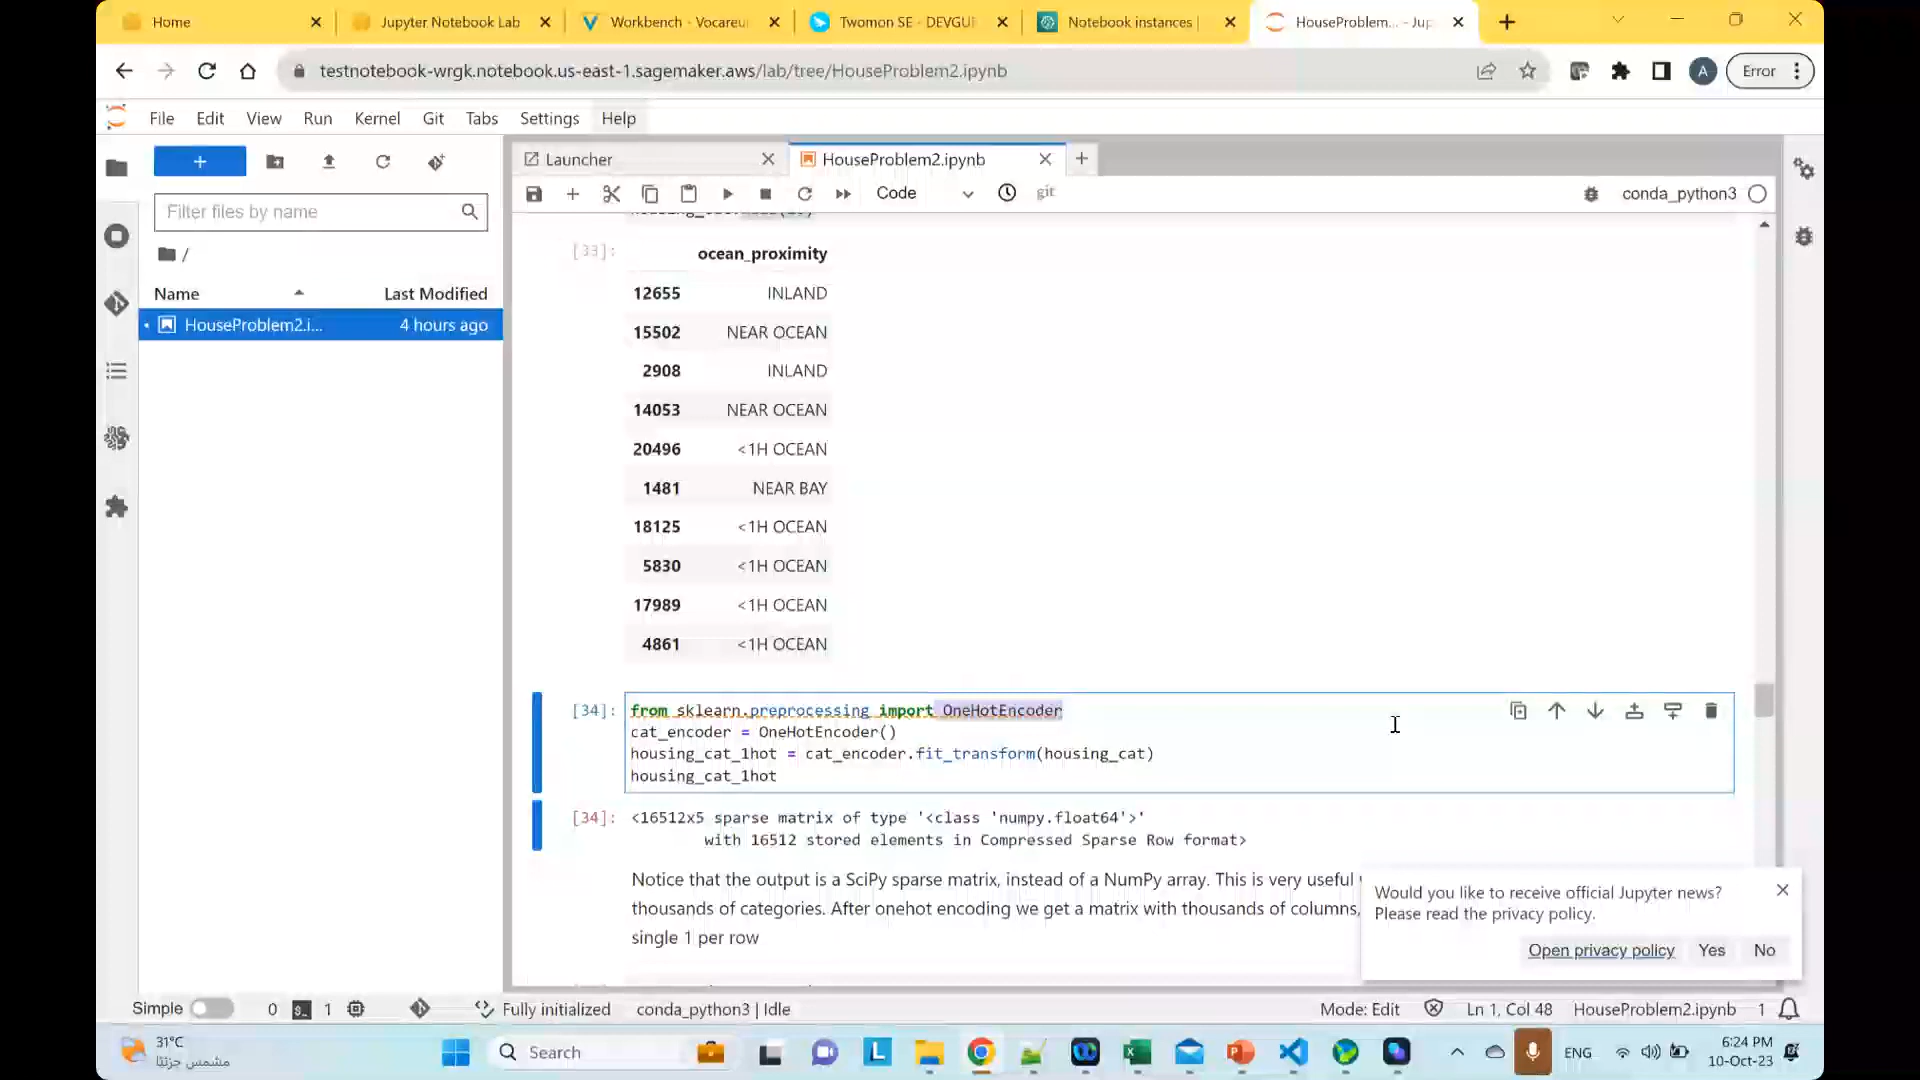 Home
Jupyter Notebook Lab
Workbench - Vocareu
Twomon SE - DEVGU
Notebook instances |
HouseProblem... - Jup
testnotebook-wrgk.notebook.us-east-1.sagemaker.aws/lab/tree/HouseProblem2.ipynb
A
Error
File Edit View Run Kernel Git Tabs Settings Help
Launcher
HouseProblem2.ipynb
Code
git
conda_python3
Filter files by name
/
Name
Last Modified
HouseProblem2.i...
4 hours ago
[33]:
ocean_proximity
12655 INLAND
15502 NEAR OCEAN
2908 INLAND
14053 NEAR OCEAN
20496 <1H OCEAN
1481 NEAR BAY
18125 <1H OCEAN
5830 <1H OCEAN
17989 <1H OCEAN
4861 <1H OCEAN
[34]: from sklearn.preprocessing import OneHotEncoder
cat_encoder = OneHotEncoder()
housing_cat_1hot = cat_encoder.fit_transform(housing_cat)
housing_cat_1hot
[34]: <16512x5 sparse matrix of type '<class 'numpy.float64'>'
with 16512 stored elements in Compressed Sparse Row format>
Notice that the output is a SciPy sparse matrix, instead of a NumPy array. This is very useful
thousands of categories. After onehot encoding we get a matrix with thousands of columns,
single 1 per row
Would you like to receive official Jupyter news?
Please read the privacy policy.
Open privacy policy Yes No
Simple
0
1
Fully initialized
conda_python3 | Idle
Mode: Edit
Ln 1, Col 48
HouseProblem2.ipynb
1
31°C
مشمس جزئيًا
Search
ENG
6:24 PM
10-Oct-23